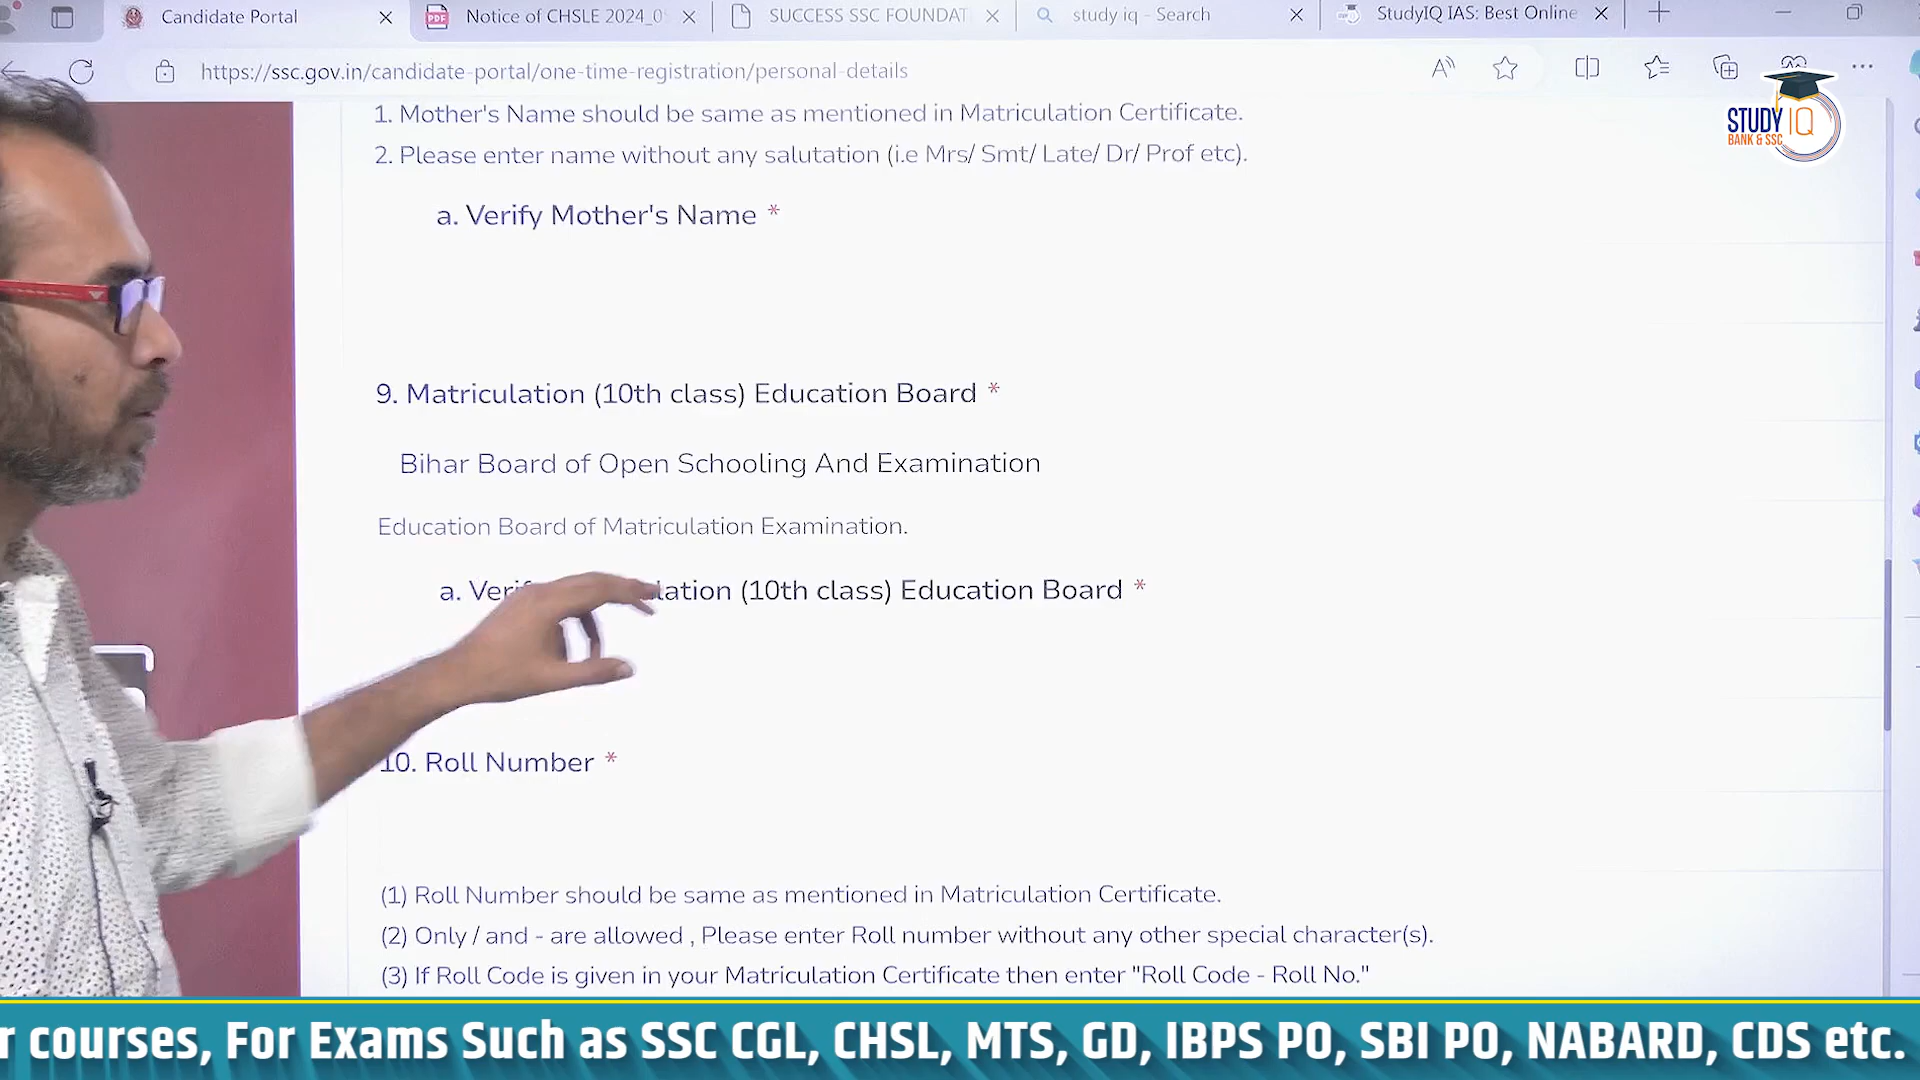 Candidate Portal
Notice of CHSLE 2024_0
SUCCESS SSC FOUNDAT
study iq - Search
StudyIQ IAS: Best Online
https://ssc.gov.in/candidate-portal/one-time-registration/personal-details
STUDY IQ
BANK & SSC
1. Mother's Name should be same as mentioned in Matriculation Certificate.
2. Please enter name without any salutation (i.e Mrs/ Smt/ Late/ Dr/ Prof etc).
a. Verify Mother's Name *
9. Matriculation (10th class) Education Board *
Bihar Board of Open Schooling And Examination
Education Board of Matriculation Examination.
a. Veri lation (10th class) Education Board *
10. Roll Number *
(1) Roll Number should be same as mentioned in Matriculation Certificate.
(2) Only / and - are allowed , Please enter Roll number without any other special character(s).
(3) If Roll Code is given in your Matriculation Certificate then enter "Roll Code - Roll No."
r courses, For Exams Such as SSC CGL, CHSL, MTS, GD, IBPS PO, SBI PO, NABARD, CDS etc.